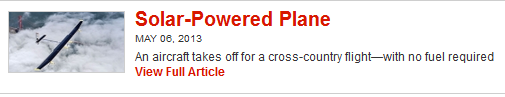 Solar-Powered Plane
MAY 06, 2013
An aircraft takes off for a cross-country flight—with no fuel required
View Full Article